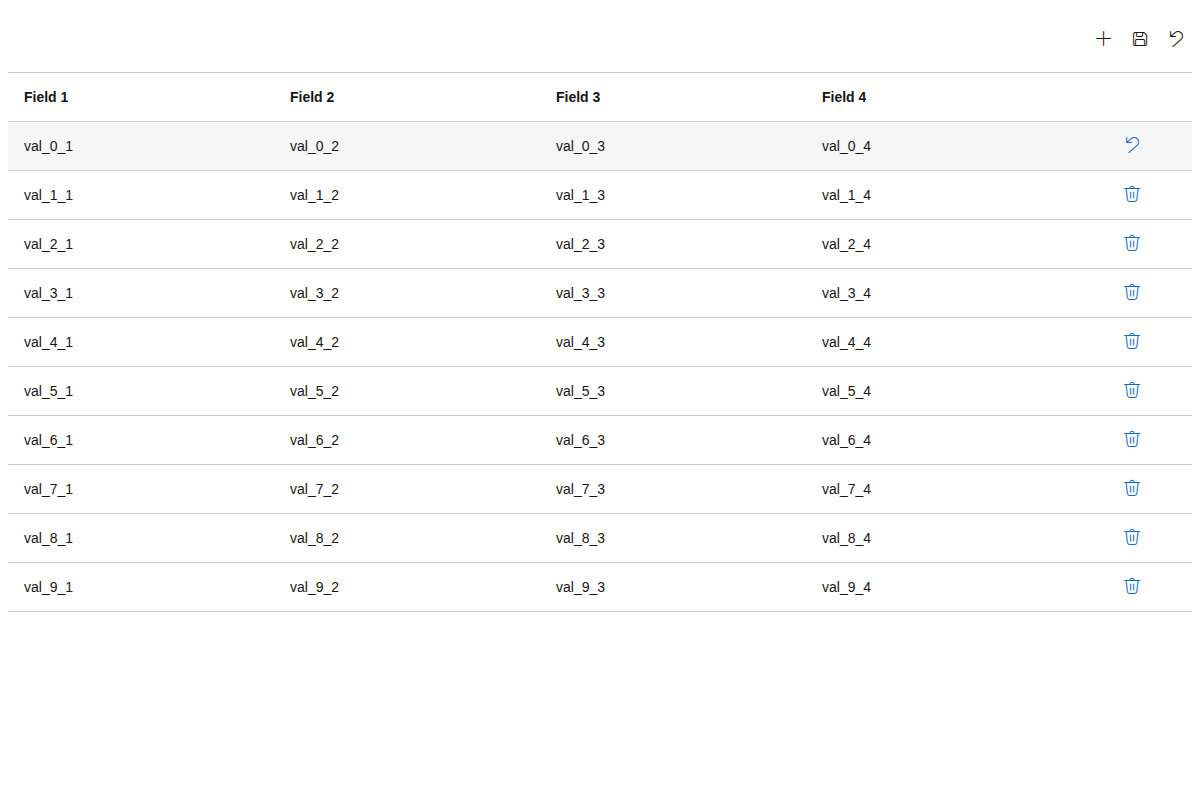 Field 1 Field 2 Field 3 Field 4
val_0_1 val_0_2 val_0_3 val_0_4
val_1_1 val_1_2 val_1_3 val_1_4
val_2_1 val_2_2 val_2_3 val_2_4
val_3_1 val_3_2 val_3_3 val_3_4
val_4_1 val_4_2 val_4_3 val_4_4
val_5_1 val_5_2 val_5_3 val_5_4
val_6_1 val_6_2 val_6_3 val_6_4
val_7_1 val_7_2 val_7_3 val_7_4
val_8_1 val_8_2 val_8_3 val_8_4
val_9_1 val_9_2 val_9_3 val_9_4